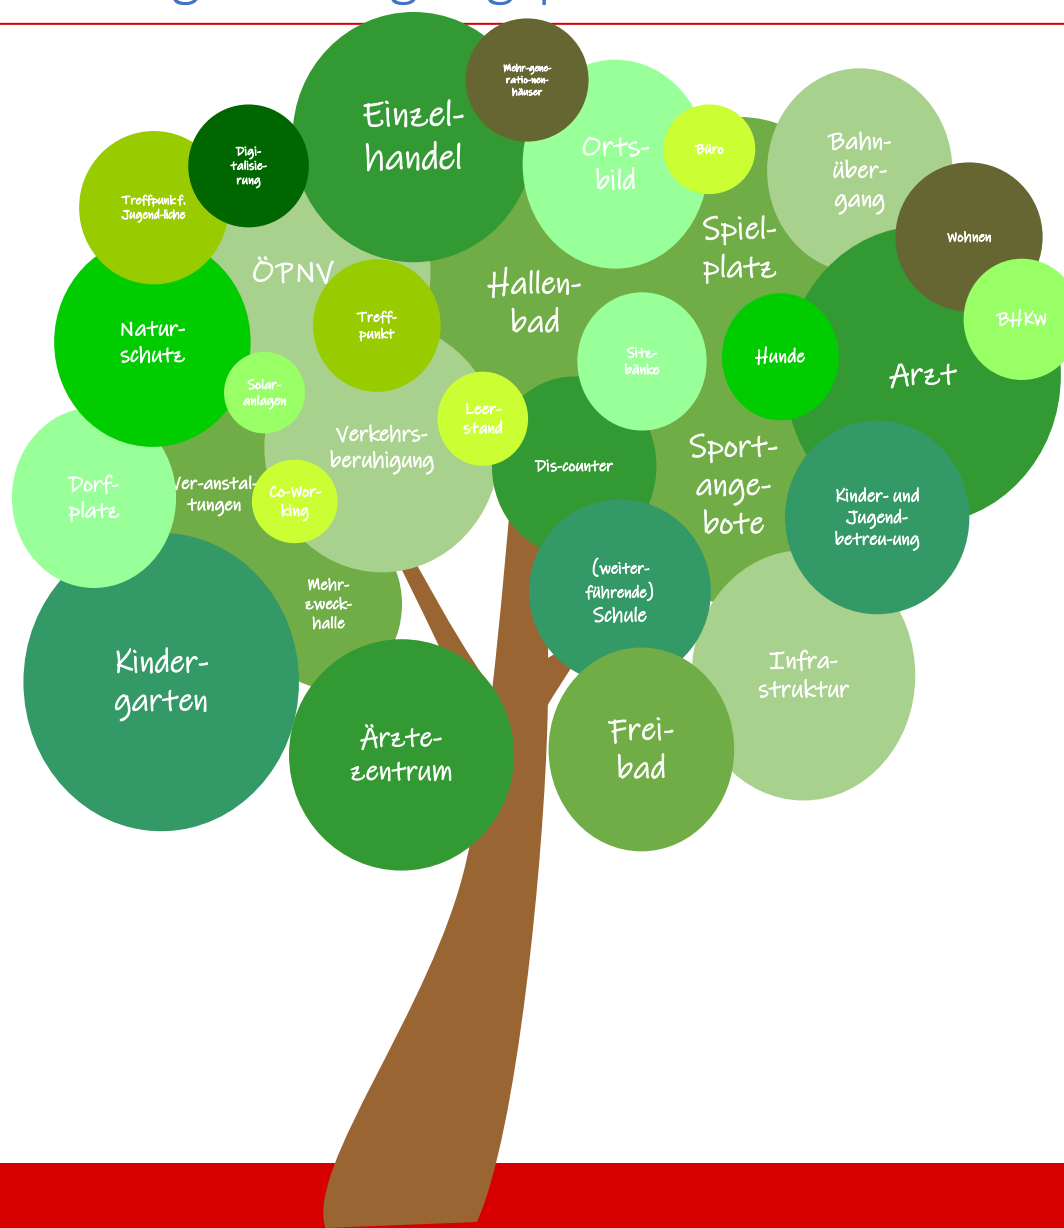 Einzel-
handel
Mehr-gene-
ratio-nen-
häuser
Orts-
bild
Büro
Bahn-
über-
gang
Digi-
talisie-
rung
Treffpunkt f.
Jugend-liche
Wohnen
Spiel-
platz
ÖPNV
Hallen-
bad
BHKW
Treff-
punkt
Natur-
schutz
Sitz-
bänke
Hunde
Arzt
Solar-
anlagen
Leer-
stand
Verkehrs-
beruhigung
Dis-counter
Sport-
ange-
bote
Dorf-
platz
Ver-anstal-
tungen
Co-Wor-
king
Kinder- und
Jugend-
betreu-ung
(weiter-
führende)
Schule
Mehr-
zweck-
halle
Kinder-
garten
Infra-
struktur
Ärzte-
zentrum
Frei-
bad